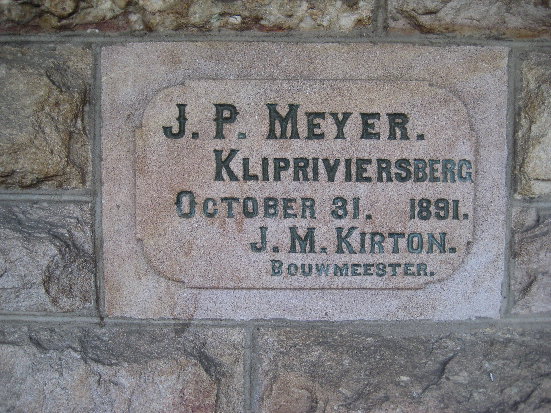 J. P. MEYER.
KLIPRIVIERSBERG
OCTOBER 31. 1891.
J. M. KIRTON.
BOUWMEESTER.